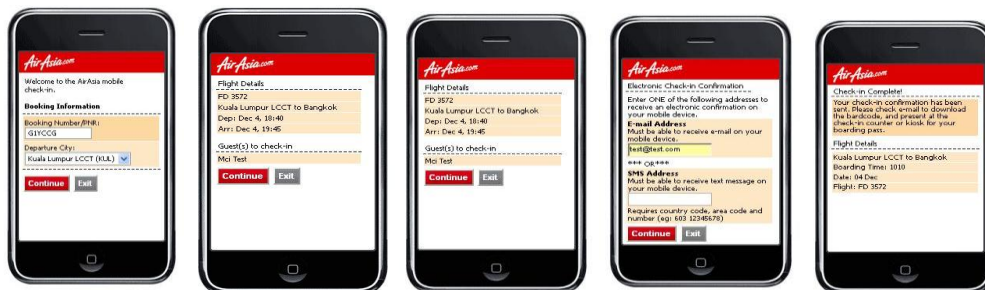 AirAsia.com
Welcome to the AirAsia mobile
check-in.
Booking Information
Booking Number/PNR:
G1YCCG
Departure City:
Kuala Lumpur LCCT (KUL)
Continue Exit
AirAsia.com
Flight Details
FD 3572
Kuala Lumpur LCCT to Bangkok
Dep: Dec 4, 18:40
Arr: Dec 4, 19:45
Guest(s) to check-in
Mci Test
Continue Exit
AirAsia.com
Flight Details
FD 3572
Kuala Lumpur LCCT to Bangkok
Dep: Dec 4, 18:40
Arr: Dec 4, 19:45
Guest(s) to check-in
Mci Test
Continue Exit
AirAsia.com
Electronic Check-in Confirmation
Enter ONE of the following addresses to
receive an electronic confirmation on
your mobile device.
E-mail Address
Must be able to receive e-mail on your
mobile device.
test@test.com
*** OR***
SMS Address
Must be able to receive text message on
your mobile device.
Requires country code, area code and
number (eg: 603 12345678)
Continue Exit
AirAsia.com
Check-in Complete!
Your check-in confirmation has been
sent. Please check e-mail to download
the bardcode, and present at the
check-in counter or kiosk for your
boarding pass.
Flight Details
Kuala Lumpur LCCT to Bangkok
Boarding Time: 1010
Date: 04 Dec
Flight: FD 3572